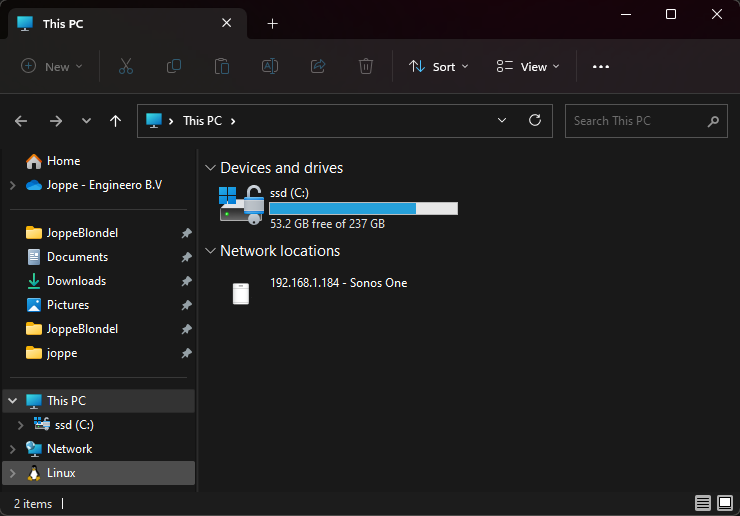 This PC
New
Sort
View
This PC
Search This PC
Home
Joppe - Engineero B.V
JoppeBlondel
Documents
Downloads
Pictures
JoppeBlondel
joppe
This PC
ssd (C:)
Network
Linux
Devices and drives
ssd (C:)
53.2 GB free of 237 GB
Network locations
192.168.1.184 - Sonos One
2 items